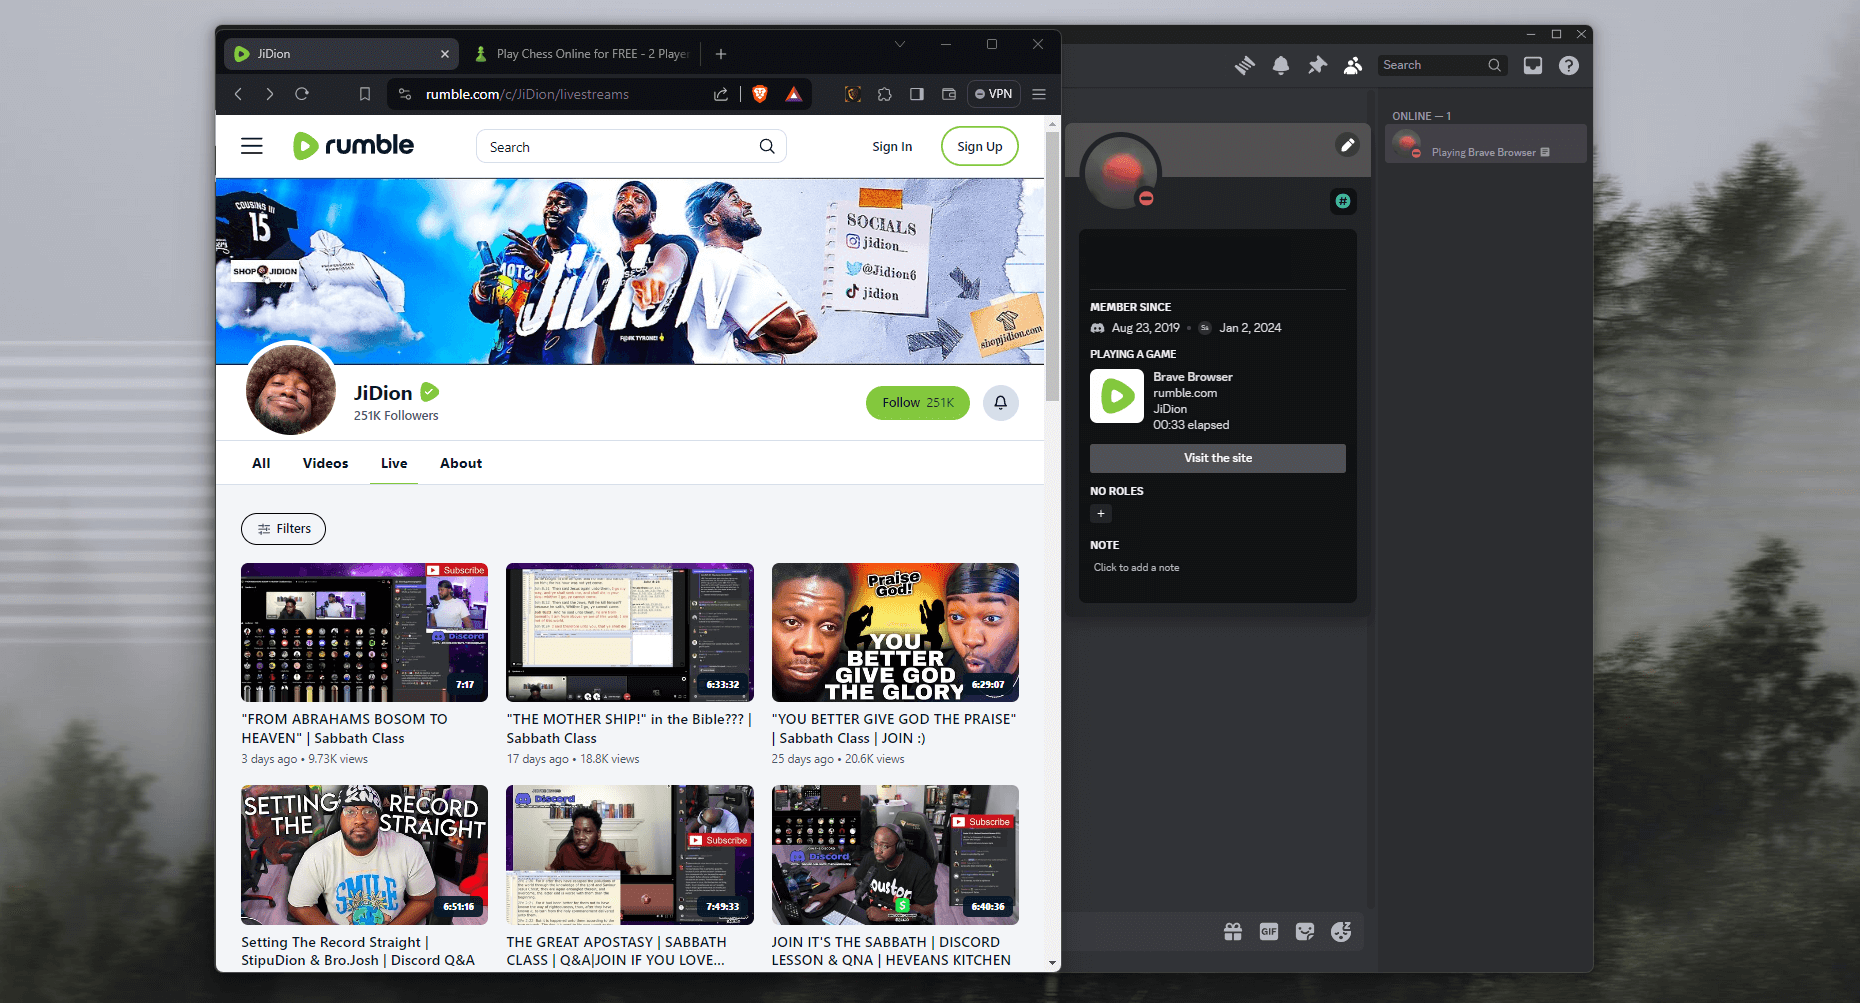 JiDion
Play Chess Online for FREE - 2 Player
rumble.com/c/JiDion/livestreams
VPN
rumble
Search
Sign In
Sign Up
COUSINS III
15
SHOP JIDION
JiDion
SOCIALS
jidion_
@Jidion6
jidion
shopjidion.com
JiDion
251K Followers
Follow 251K
All
Videos
Live
About
Filters
Subscribe
Discord
7:17
6:33:32
Praise God!
YOU
BETTER
GIVE GOD
THE GLORY
6:29:07
"FROM ABRAHAMS BOSOM TO
HEAVEN" | Sabbath Class
3 days ago • 9.73K views
"THE MOTHER SHIP!" in the Bible??? |
Sabbath Class
17 days ago • 18.8K views
"YOU BETTER GIVE GOD THE PRAISE"
| Sabbath Class | JOIN :)
25 days ago • 20.6K views
SETTING THE RECORD STRAIGHT
SMILE
6:51:16
Discord
Subscribe
7:49:33
Subscribe
Discord
6:40:36
Setting The Record Straight |
StipuDion & Bro.Josh | Discord Q&A
THE GREAT APOSTASY | SABBATH
CLASS | Q&A|JOIN IF YOU LOVE...
JOIN IT'S THE SABBATH | DISCORD
LESSON & QNA | HEVEANS KITCHEN
Search
MEMBER SINCE
Aug 23, 2019 • Jan 2, 2024
PLAYING A GAME
Brave Browser
rumble.com
JiDion
00:33 elapsed
Visit the site
NO ROLES
+
NOTE
Click to add a note
GIF
ONLINE — 1
Playing Brave Browser